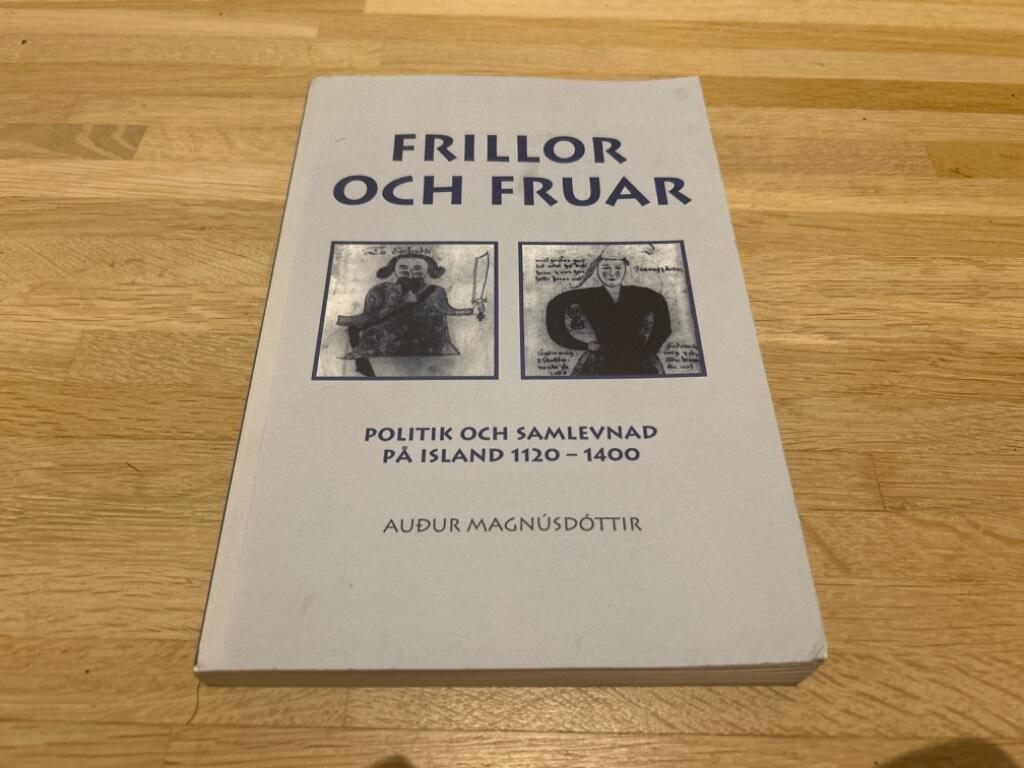 FRILLOR
OCH FRUAR
POLITIK OCH SAMLEVNAD
PÅ ISLAND 1120 – 1400
AUÐUR MAGNÚSDÓTTIR